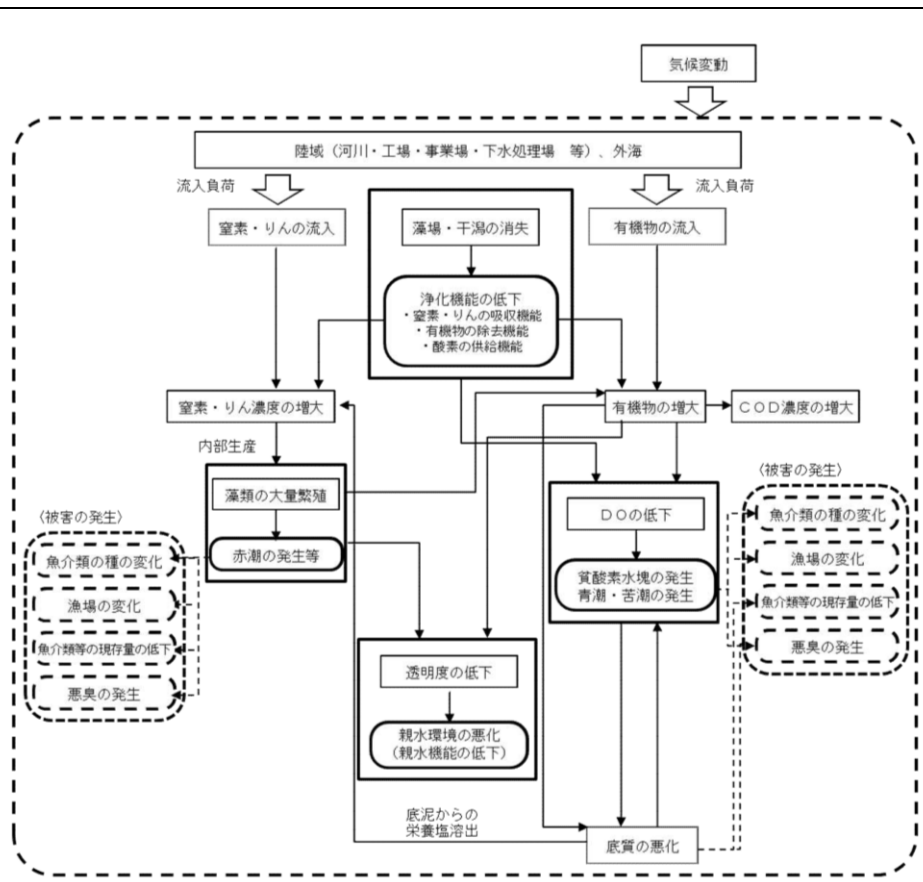 気候変動
陸域（河川・工場・事業場・下水処理場　等）、外海
流入負荷
流入負荷
窒素・りんの流入
藻場・干潟の消失
有機物の流入
浄化機能の低下
・窒素・りんの吸収機能
・有機物の除去機能
・酸素の供給機能
窒素・りん濃度の増大
有機物の増大
ＣＯＤ濃度の増大
内部生産
藻類の大量繁殖
赤潮の発生等
〈被害の発生〉
魚介類の種の変化
漁場の変化
魚介類等の現存量の低下
悪臭の発生
ＤＯの低下
貧酸素水塊の発生
青潮・苦潮の発生
〈被害の発生〉
魚介類の種の変化
漁場の変化
魚介類等の現存量の低下
悪臭の発生
透明度の低下
親水環境の悪化
（親水機能の低下）
底泥からの
栄養塩溶出
底質の悪化